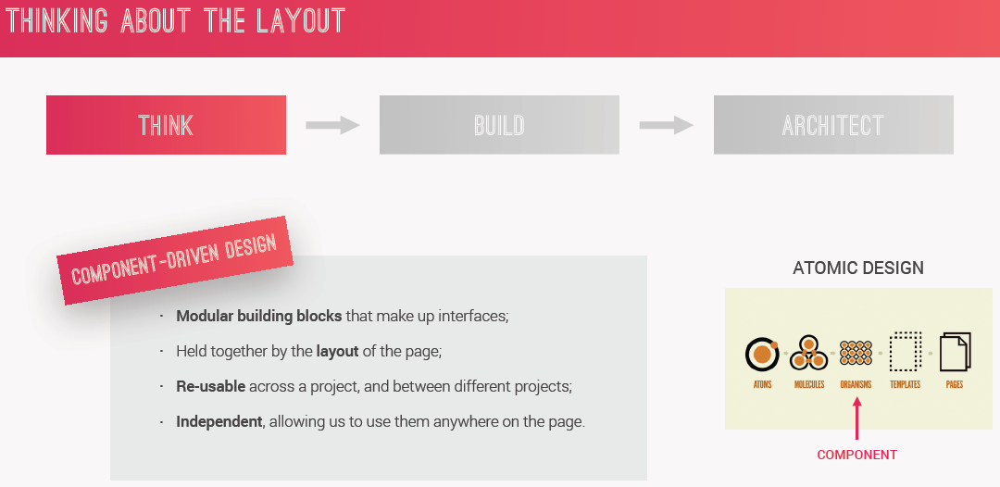 THINKING ABOUT THE LAYOUT
THINK
BUILD
ARCHITECT
COMPONENT-DRIVEN DESIGN
· Modular building blocks that make up interfaces;
· Held together by the layout of the page;
· Re-usable across a project, and between different projects;
· Independent, allowing us to use them anywhere on the page.
ATOMIC DESIGN
ATOMS
MOLECULES
ORGANISMS
TEMPLATES
PAGES
COMPONENT